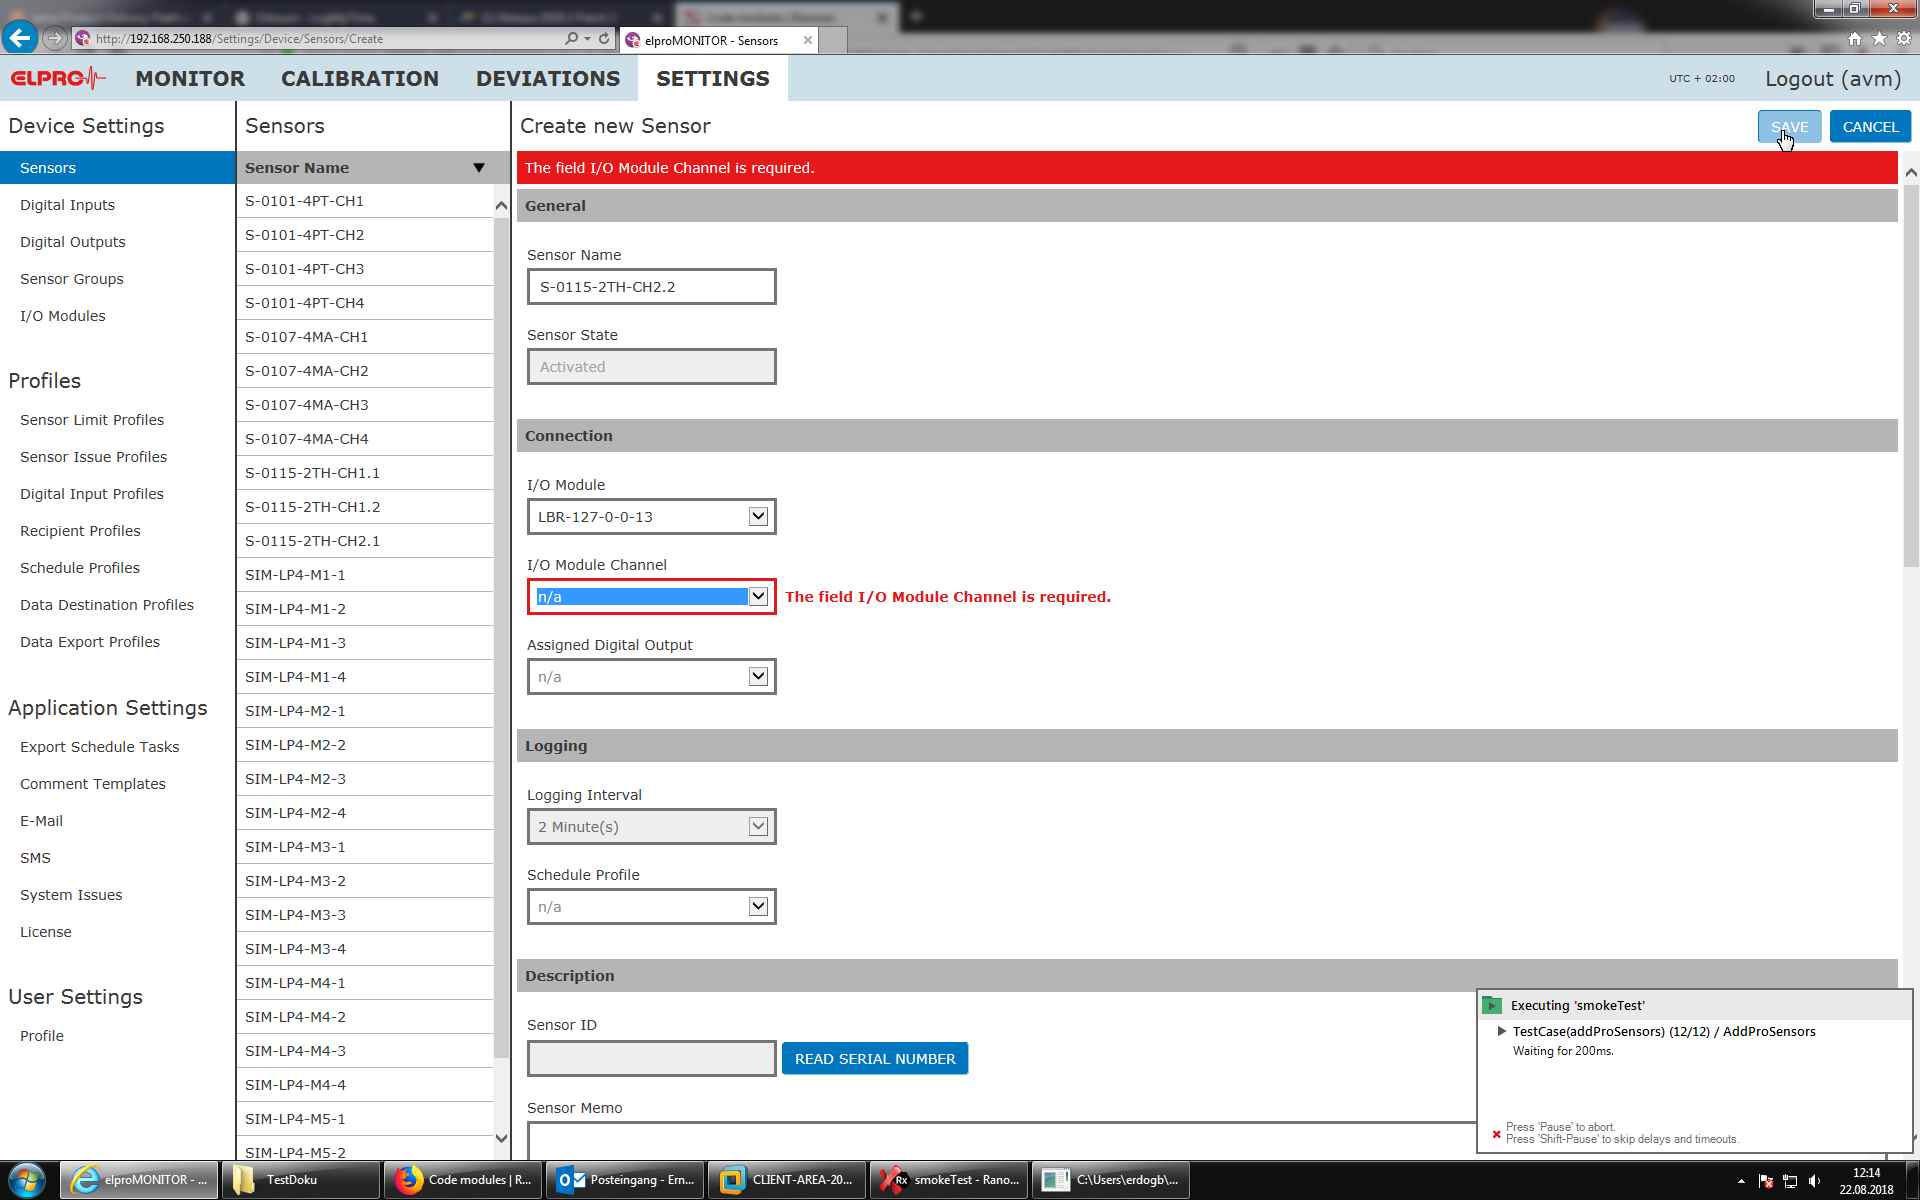 http://192.168.250.188/Settings/Device/Sensors/Create
elproMONITOR - Sensors
ELPRO
MONITOR
CALIBRATION
DEVIATIONS
SETTINGS
UTC + 02:00
Logout (avm)
Device Settings
Sensors
Digital Inputs
Digital Outputs
Sensor Groups
I/O Modules
Profiles
Sensor Limit Profiles
Sensor Issue Profiles
Digital Input Profiles
Recipient Profiles
Schedule Profiles
Data Destination Profiles
Data Export Profiles
Application Settings
Export Schedule Tasks
Comment Templates
E-Mail
SMS
System Issues
License
User Settings
Profile
Sensors
Sensor Name
S-0101-4PT-CH1
S-0101-4PT-CH2
S-0101-4PT-CH3
S-0101-4PT-CH4
S-0107-4MA-CH1
S-0107-4MA-CH2
S-0107-4MA-CH3
S-0107-4MA-CH4
S-0115-2TH-CH1.1
S-0115-2TH-CH1.2
S-0115-2TH-CH2.1
SIM-LP4-M1-1
SIM-LP4-M1-2
SIM-LP4-M1-3
SIM-LP4-M1-4
SIM-LP4-M2-1
SIM-LP4-M2-2
SIM-LP4-M2-3
SIM-LP4-M2-4
SIM-LP4-M3-1
SIM-LP4-M3-2
SIM-LP4-M3-3
SIM-LP4-M3-4
SIM-LP4-M4-1
SIM-LP4-M4-2
SIM-LP4-M4-3
SIM-LP4-M4-4
SIM-LP4-M5-1
SIM-LP4-M5-2
Create new Sensor
SAVE
CANCEL
The field I/O Module Channel is required.
General
Sensor Name
S-0115-2TH-CH2.2
Sensor State
Activated
Connection
I/O Module
LBR-127-0-0-13
I/O Module Channel
n/a
The field I/O Module Channel is required.
Assigned Digital Output
n/a
Logging
Logging Interval
2 Minute(s)
Schedule Profile
n/a
Description
Sensor ID
READ SERIAL NUMBER
Sensor Memo
Executing 'smokeTest'
TestCase(addProSensors) (12/12) / AddProSensors
Waiting for 200ms.
Press 'Pause' to abort.
Press 'Shift-Pause' to skip delays and timeouts.
elproMONITOR - ...
TestDoku
Code modules | R...
Posteingang - Ern...
CLIENT-AREA-20...
Rx
smokeTest - Rano...
C:\Users\erdogb\...
12:14
22.08.2018